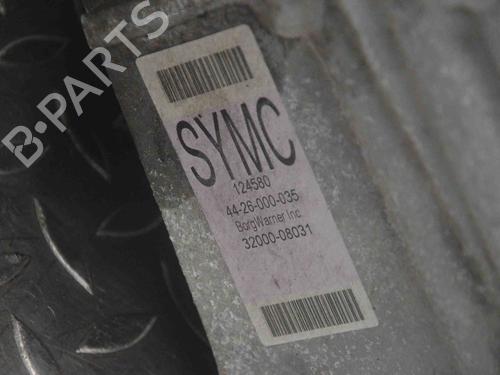 B-PARTS
SYMC
124580
44-26-000-035
BorgWarner Inc
32000-08031